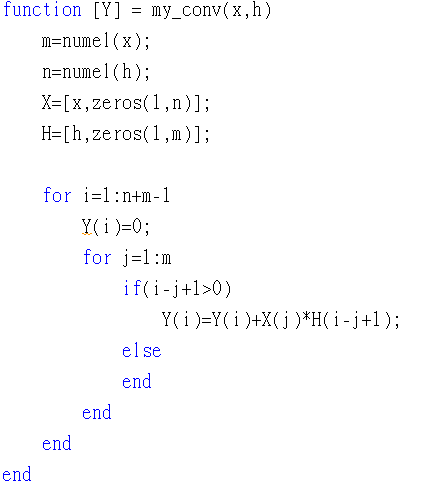 function [Y] = my_conv(x,h)
    m=numel(x);
    n=numel(h);
    X=[x,zeros(1,n)];
    H=[h,zeros(1,m)];

    for i=1:n+m-1
        Y(i)=0;
        for j=1:m
            if(i-j+1>0)
                Y(i)=Y(i)+X(j)*H(i-j+1);
            else
            end
        end
    end
end